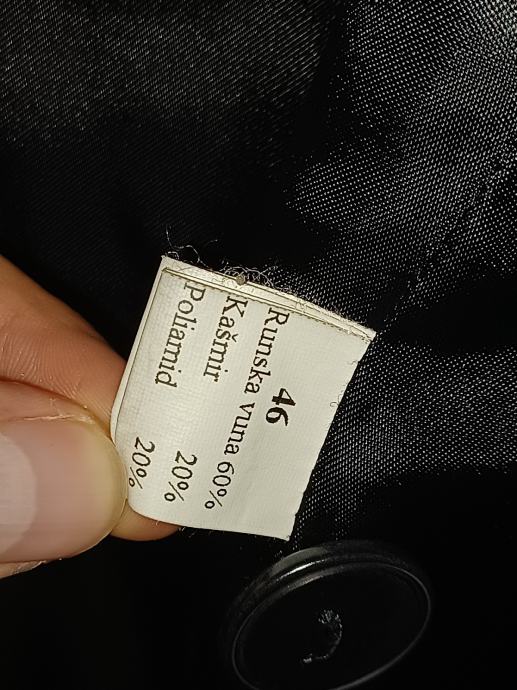 46
Runska vuna 60%
Kašmir 20%
Poliamid 20%